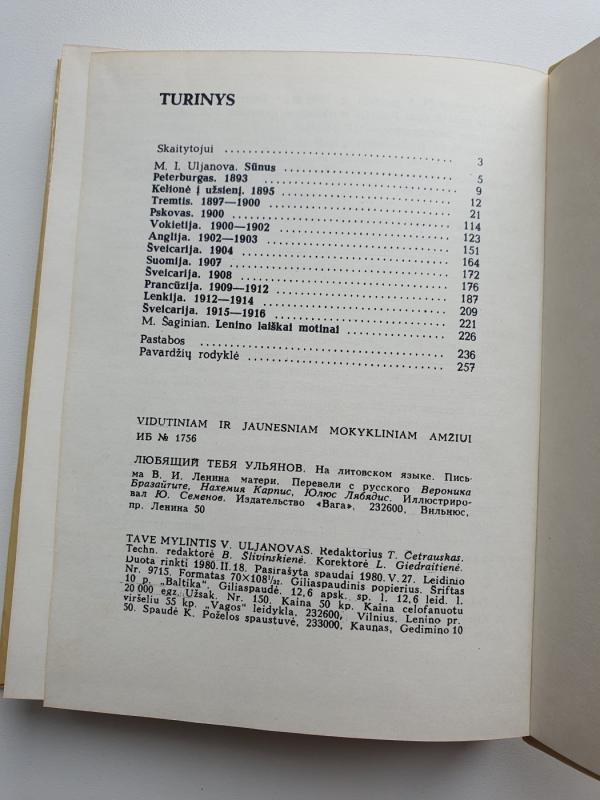 TURINYS
Skaitytojui . . . . . . . . . . . . . . . . . . . . . . . . 3
M. I. Uljanova. Sūnus . . . . . . . . . . . . . . . . . . . . 5
Peterburgas. 1893 . . . . . . . . . . . . . . . . . . . . 9
Kelionė į užsienį. 1895 . . . . . . . . . . . . . . . . . . . . 12
Tremtis. 1897—1900 . . . . . . . . . . . . . . . . . . . . 21
Pskovas. 1900 . . . . . . . . . . . . . . . . . . . . 114
Vokietija. 1900—1902 . . . . . . . . . . . . . . . . . . . . 123
Anglija. 1902—1903 . . . . . . . . . . . . . . . . . . . . 151
Šveicarija. 1904 . . . . . . . . . . . . . . . . . . . . 164
Suomija. 1907 . . . . . . . . . . . . . . . . . . . . 172
Šveicarija. 1908 . . . . . . . . . . . . . . . . . . . . 176
Prancūzija. 1909—1912 . . . . . . . . . . . . . . . . . . . . 187
Lenkija. 1912—1914 . . . . . . . . . . . . . . . . . . . . 209
Šveicarija. 1915—1916 . . . . . . . . . . . . . . . . . . . . 221
M. Šaginian. Lenino laiškai motinai . . . . . . . . . . . . 226
Pastabos . . . . . . . . . . . . . . . . . . . . 236
Pavardžių rodyklė . . . . . . . . . . . . . . . . . . . . 257
VIDUTINIAM IR JAUNESNIAM MOKYKLINIAM AMŽIUI
ИБ № 1756
ЛЮБЯЩИЙ ТЕБЯ УЛЬЯНОВ. На литовском языке. Пись-
ма В. И. Ленина матери. Перевели с русского Вероника
Бразайтите, Нахемия Карпис, Юлюс Лябядис. Иллюстриро-
вал Ю. Семенов. Издательство «Вага», 232600, Вильнюс,
пр. Ленина 50
TAVE MYLINTIS V. ULJANOVAS. Redaktorius T. Četrauskas.
Techn. redaktorė B. Slivinskienė. Korektorė L. Giedraitienė.
Duota rinkti 1980.II.18. Pasirašyta spaudai 1980.V.27. Leidinio
Nr. 9715. Formatas 70×108¹/₃₂. Giliaspaudinis popierius. Šriftas
10 p. „Baltika“. Giliaspaudė. 12,6 apsk. sp. l. 12,6 leid. l.
20 000 egz. Užsak. Nr. 150. Kaina 50 kp. Kaina celofanuotu
viršeliu 55 kp. „Vagos“ leidykla, 232600, Vilnius, Lenino pr.
50. Spaudė K. Poželos spaustuvė, 233000, Kaunas, Gedimino 10